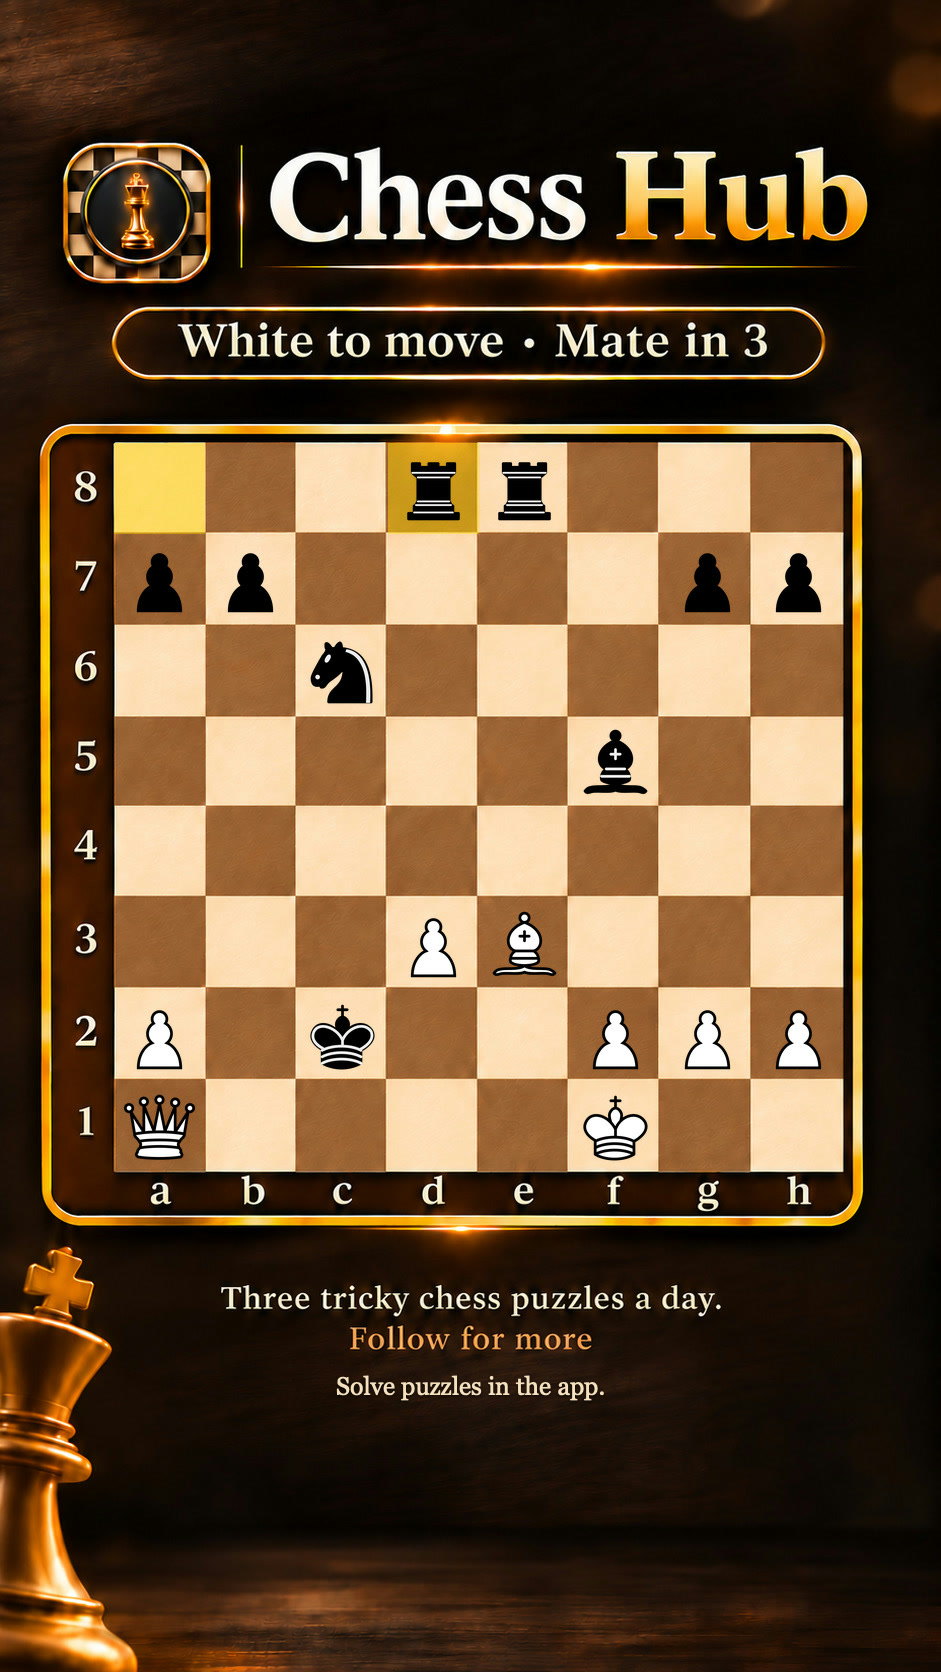 Chess Hub
White to move • Mate in 3
8
7
6
5
4
3
2
1
a b c d e f g h
Three tricky chess puzzles a day.
Follow for more
Solve puzzles in the app.